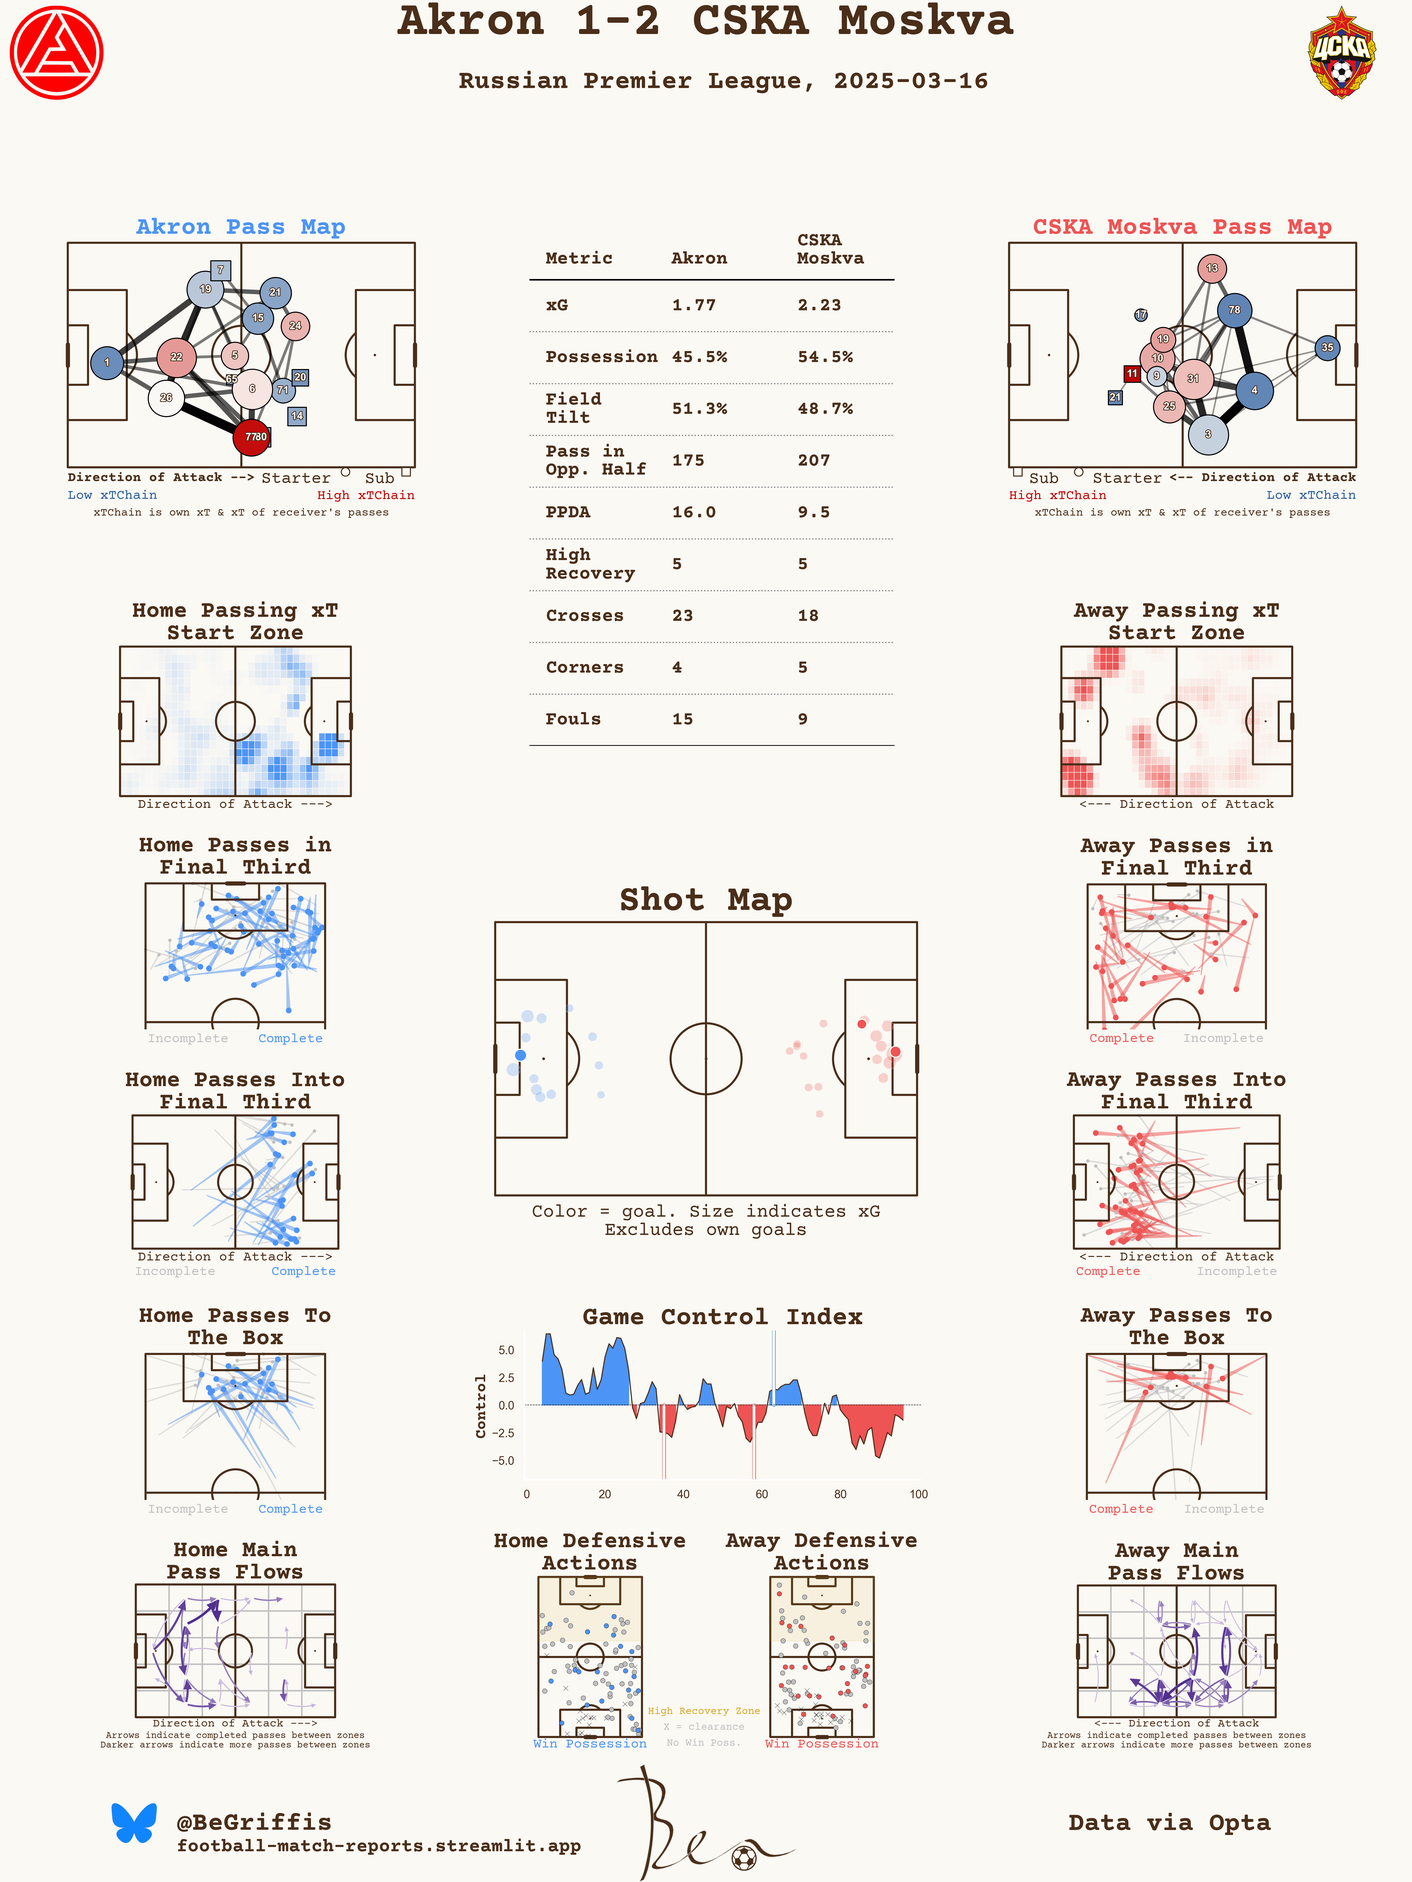 Akron 1-2 CSKA Moskva
Russian Premier League, 2025-03-16
ЦСКА
Akron Pass Map
7
19
21
15
24
1
22
5
65
6
71
20
26
14
77
80
Direction of Attack --> Starter Sub
Low xTChain High xTChain
xTChain is own xT & xT of receiver's passes
Metric Akron CSKA Moskva
xG 1.77 2.23
Possession 45.5% 54.5%
Field Tilt 51.3% 48.7%
Pass in Opp. Half 175 207
PPDA 16.0 9.5
High Recovery 5 5
Crosses 23 18
Corners 4 5
Fouls 15 9
CSKA Moskva Pass Map
13
17
78
19
35
10
11
9
31
4
21
25
3
Sub Starter <-- Direction of Attack
High xTChain Low xTChain
xTChain is own xT & xT of receiver's passes
Home Passing xT
Start Zone
Direction of Attack --->
Away Passing xT
Start Zone
<--- Direction of Attack
Home Passes in
Final Third
Incomplete Complete
Away Passes in
Final Third
Complete Incomplete
Shot Map
Color = goal. Size indicates xG
Excludes own goals
Home Passes Into
Final Third
Direction of Attack --->
Incomplete Complete
Away Passes Into
Final Third
<--- Direction of Attack
Complete Incomplete
Home Passes To
The Box
Incomplete Complete
Game Control Index
Control
5.0
2.5
0.0
−2.5
−5.0
0 20 40 60 80 100
Away Passes To
The Box
Complete Incomplete
Home Main
Pass Flows
Direction of Attack --->
Arrows indicate completed passes between zones
Darker arrows indicate more passes between zones
Home Defensive
Actions
Win Possession
High Recovery Zone
X = clearance
No Win Poss.
Away Defensive
Actions
Win Possession
Away Main
Pass Flows
<--- Direction of Attack
Arrows indicate completed passes between zones
Darker arrows indicate more passes between zones
@BeGriffis
football-match-reports.streamlit.app
Ben
Data via Opta